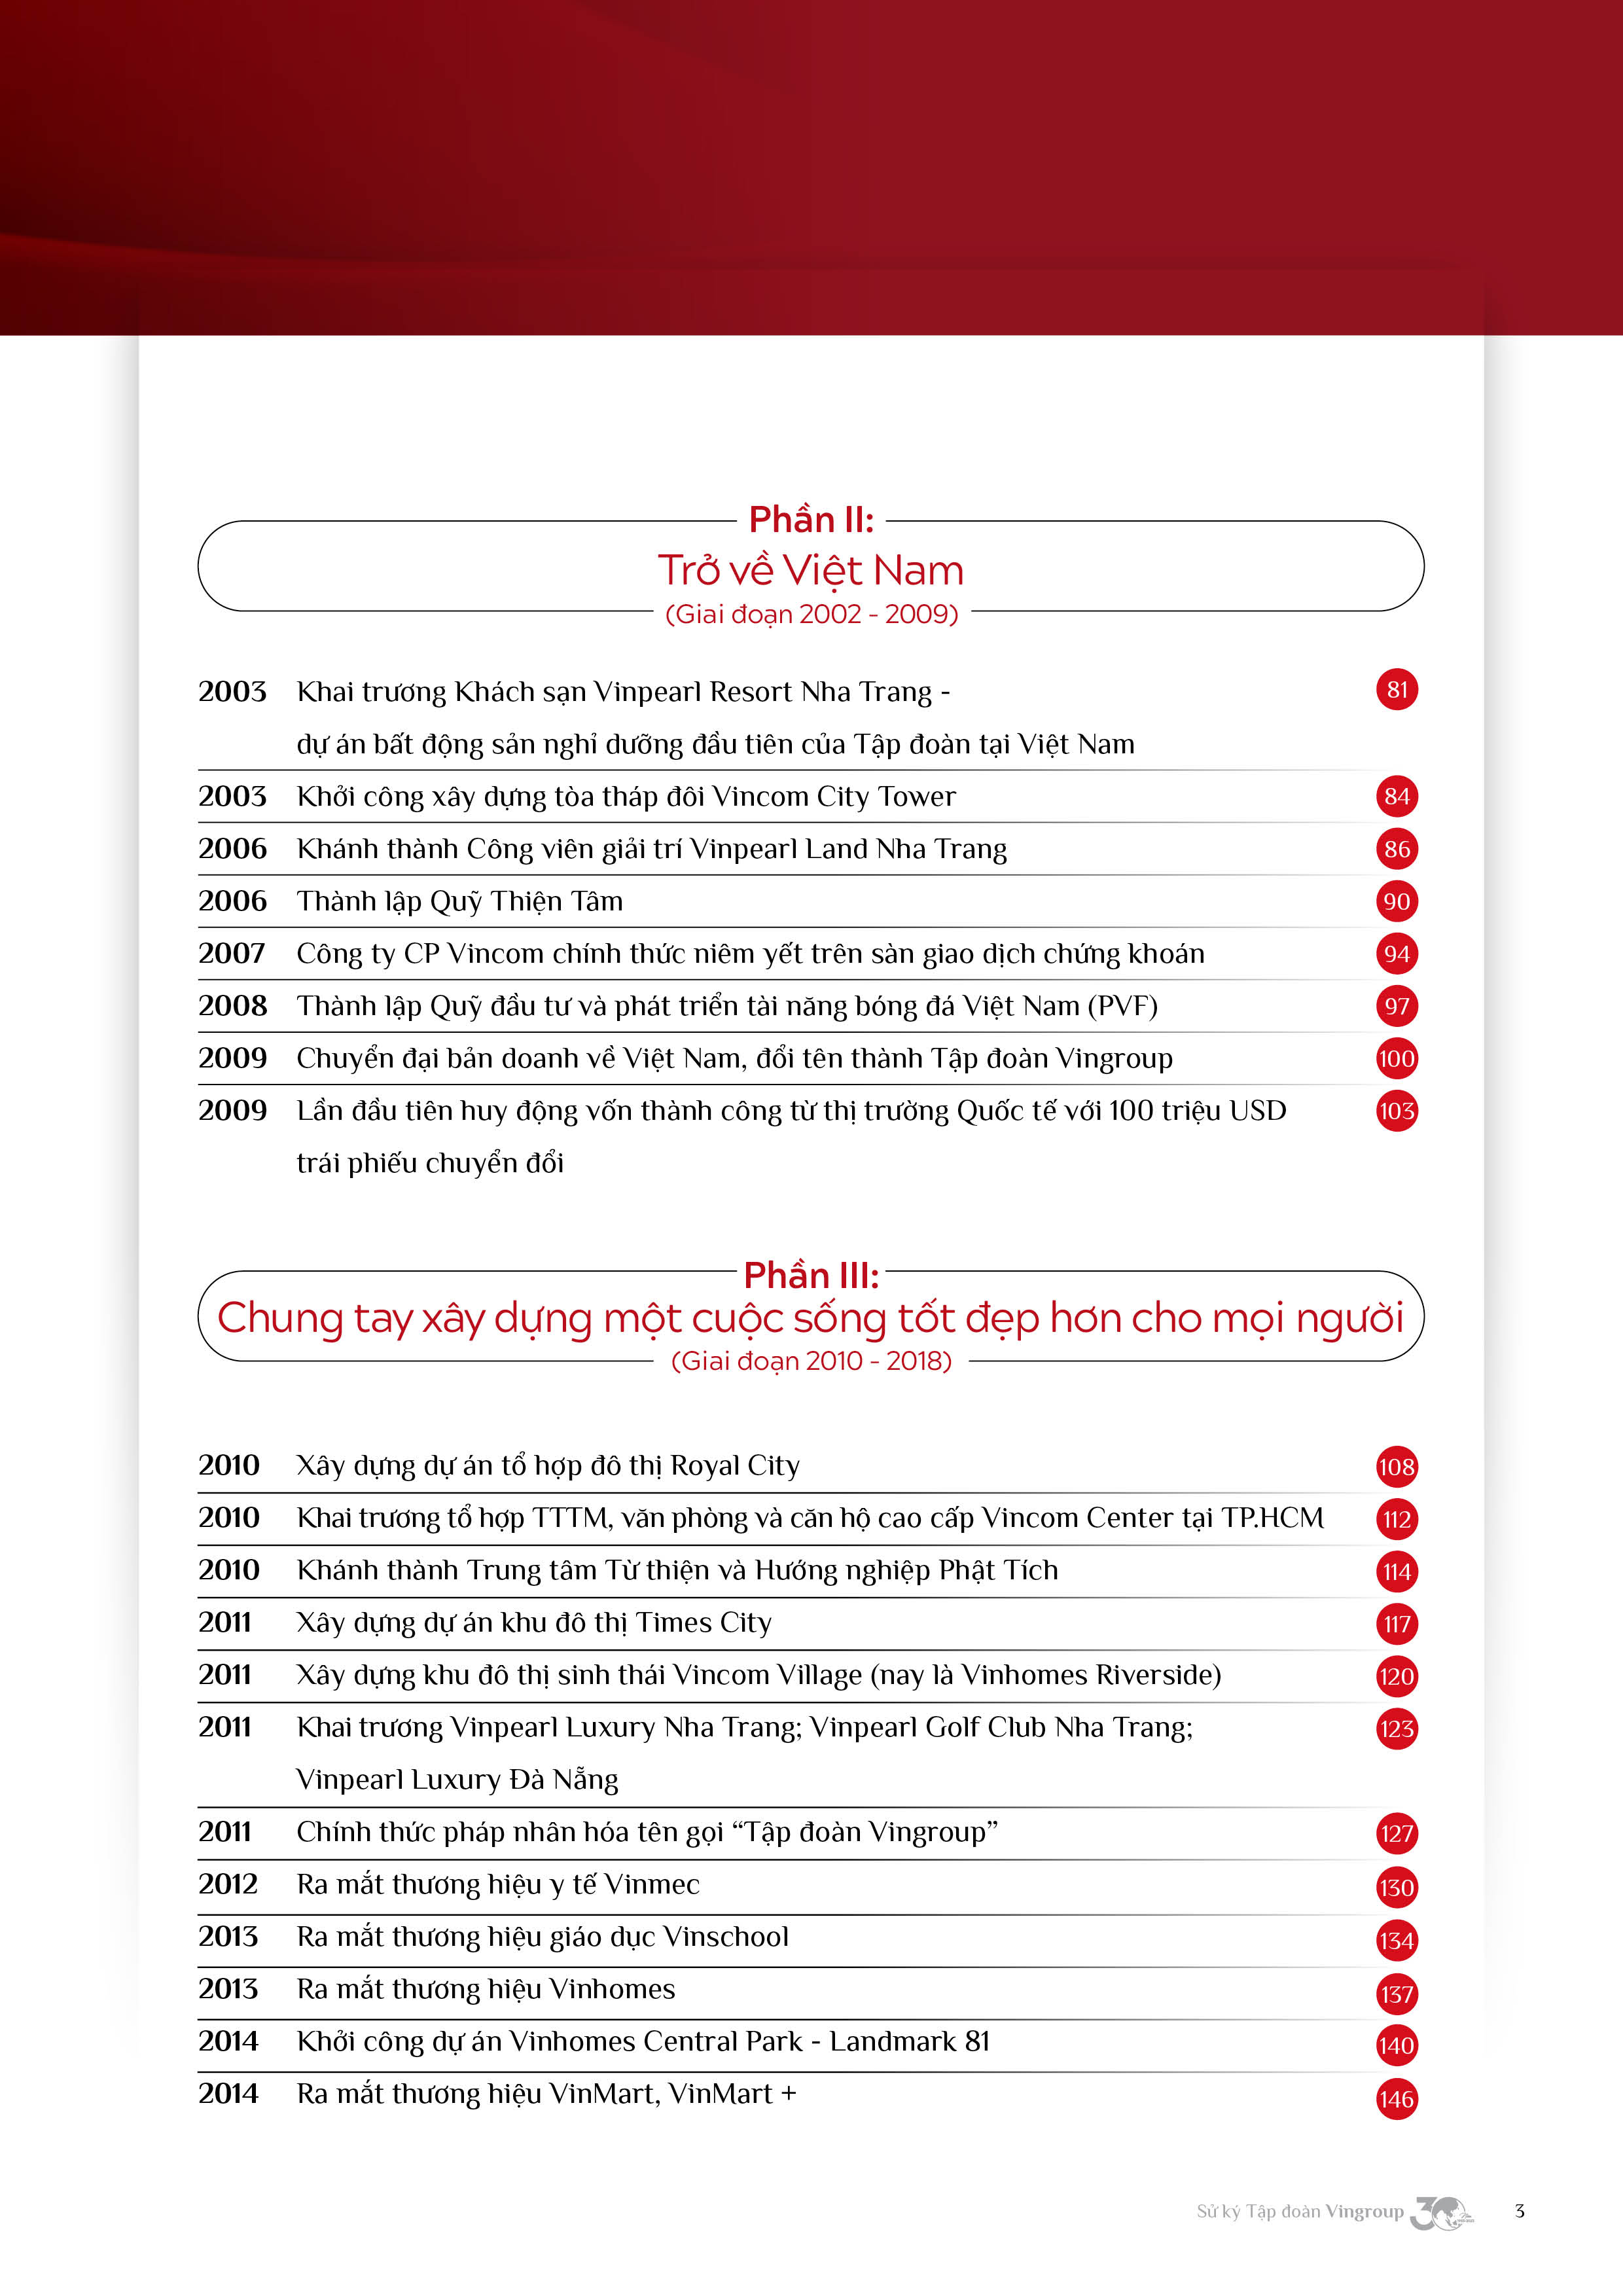 Phần II:
Trở về Việt Nam
(Giai đoạn 2002 - 2009)
2003 Khai trương Khách sạn Vinpearl Resort Nha Trang - 81
dự án bất động sản nghỉ dưỡng đầu tiên của Tập đoàn tại Việt Nam
2003 Khởi công xây dựng tòa tháp đôi Vincom City Tower 84
2006 Khánh thành Công viên giải trí Vinpearl Land Nha Trang 86
2006 Thành lập Quỹ Thiện Tâm 90
2007 Công ty CP Vincom chính thức niêm yết trên sàn giao dịch chứng khoán 94
2008 Thành lập Quỹ đầu tư và phát triển tài năng bóng đá Việt Nam (PVF) 97
2009 Chuyển đại bản doanh về Việt Nam, đổi tên thành Tập đoàn Vingroup 100
2009 Lần đầu tiên huy động vốn thành công từ thị trường Quốc tế với 100 triệu USD 103
trái phiếu chuyển đổi
Phần III:
Chung tay xây dựng một cuộc sống tốt đẹp hơn cho mọi người
(Giai đoạn 2010 - 2018)
2010 Xây dựng dự án tổ hợp đô thị Royal City 108
2010 Khai trương tổ hợp TTTM, văn phòng và căn hộ cao cấp Vincom Center tại TP.HCM 112
2010 Khánh thành Trung tâm Từ thiện và Hướng nghiệp Phật Tích 114
2011 Xây dựng dự án khu đô thị Times City 117
2011 Xây dựng khu đô thị sinh thái Vincom Village (nay là Vinhomes Riverside) 120
2011 Khai trương Vinpearl Luxury Nha Trang; Vinpearl Golf Club Nha Trang; 123
Vinpearl Luxury Đà Nẵng
2011 Chính thức pháp nhân hóa tên gọi “Tập đoàn Vingroup” 127
2012 Ra mắt thương hiệu y tế Vinmec 130
2013 Ra mắt thương hiệu giáo dục Vinschool 134
2013 Ra mắt thương hiệu Vinhomes 137
2014 Khởi công dự án Vinhomes Central Park - Landmark 81 140
2014 Ra mắt thương hiệu VinMart, VinMart + 146
Sử ký Tập đoàn Vingroup 30 3